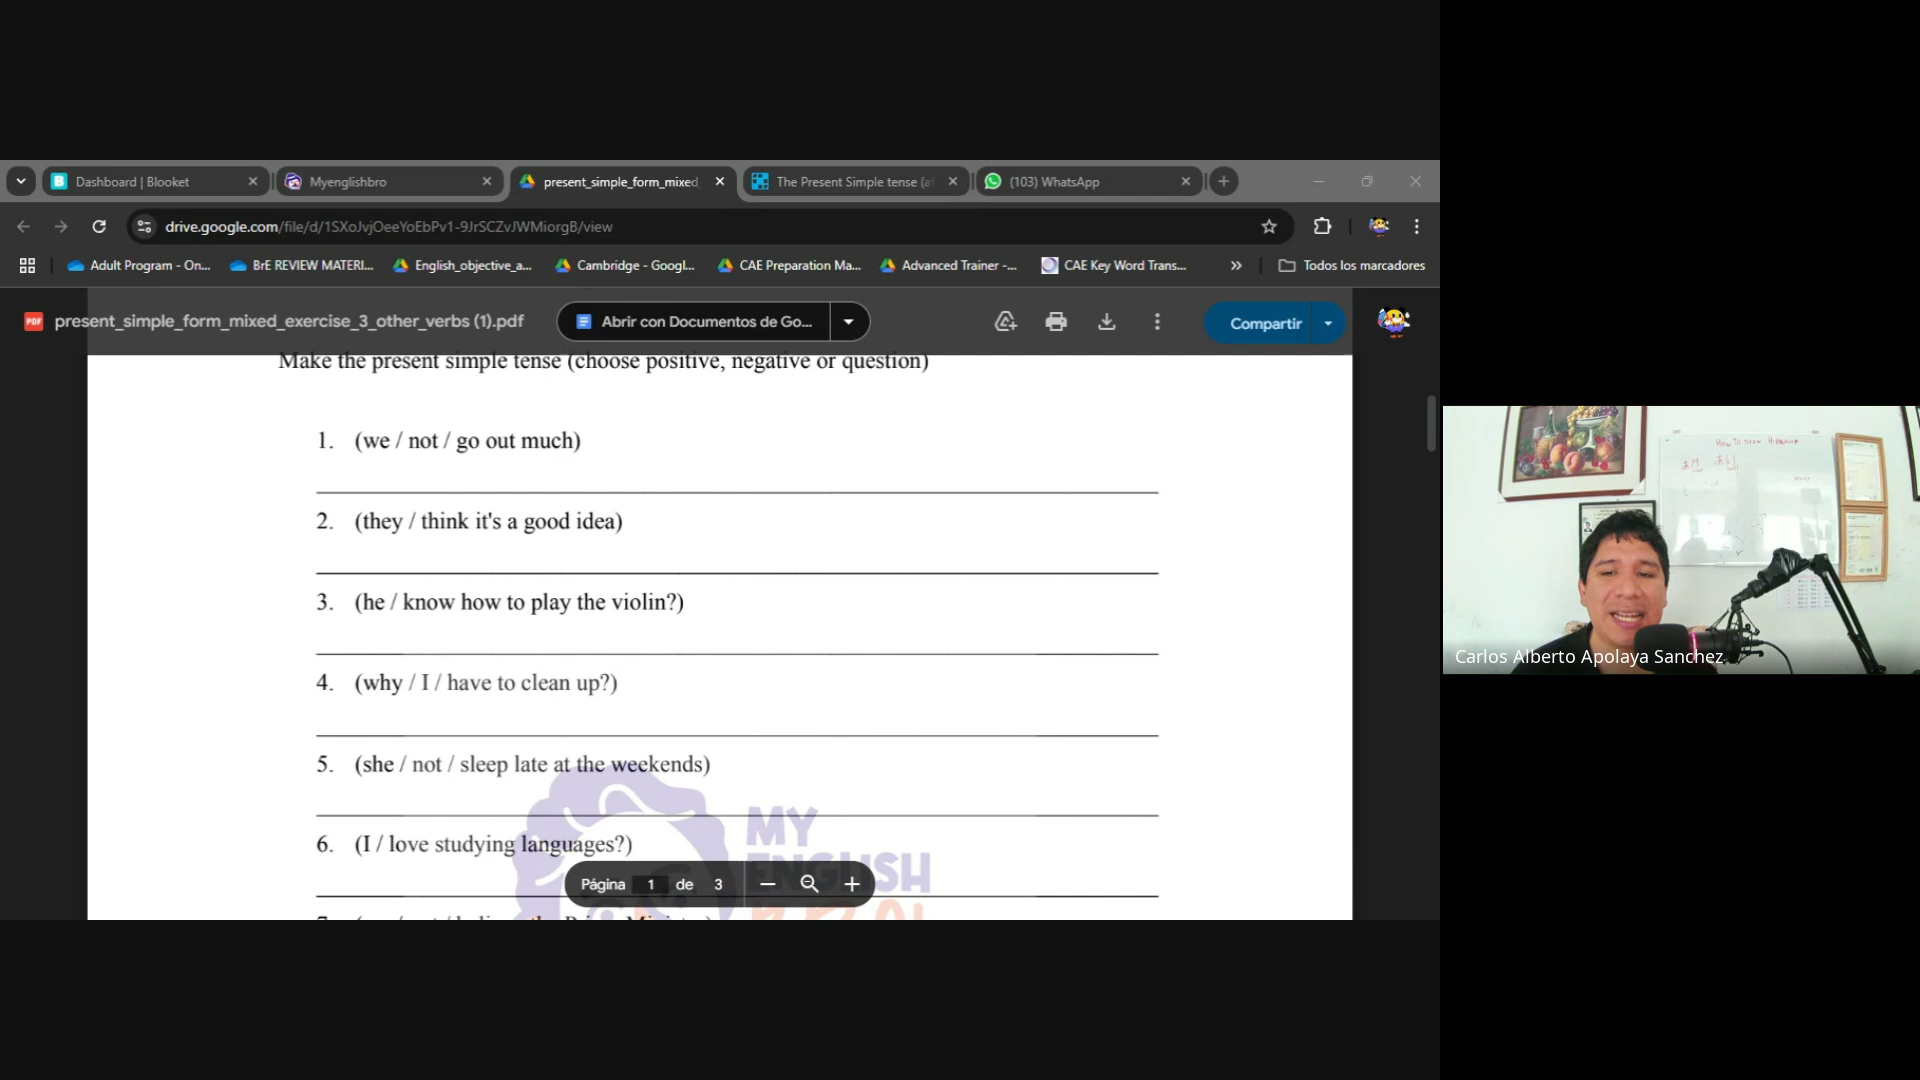 Dashboard | Blooket
Myenglishbro
present_simple_form_mixed
The Present Simple tense (a
(103) WhatsApp
drive.google.com/file/d/1SXoJvjOeeYoEbPv1-9JrSCZvJWMiorgB/view
Adult Program - On...
BrE REVIEW MATERI...
English_objective_a...
Cambridge - Googl...
CAE Preparation Ma...
Advanced Trainer -...
CAE Key Word Trans...
Todos los marcadores
PDF
present_simple_form_mixed_exercise_3_other_verbs (1).pdf
Abrir con Documentos de Go...
Compartir
Make the present simple tense (choose positive, negative or question)
1. (we / not / go out much)
2. (they / think it's a good idea)
3. (he / know how to play the violin?)
4. (why / I / have to clean up?)
5. (she / not / sleep late at the weekends)
6. (I / love studying languages?)
MY
ENGLISH
Página 1 de 3
Carlos Alberto Apolaya Sanchez